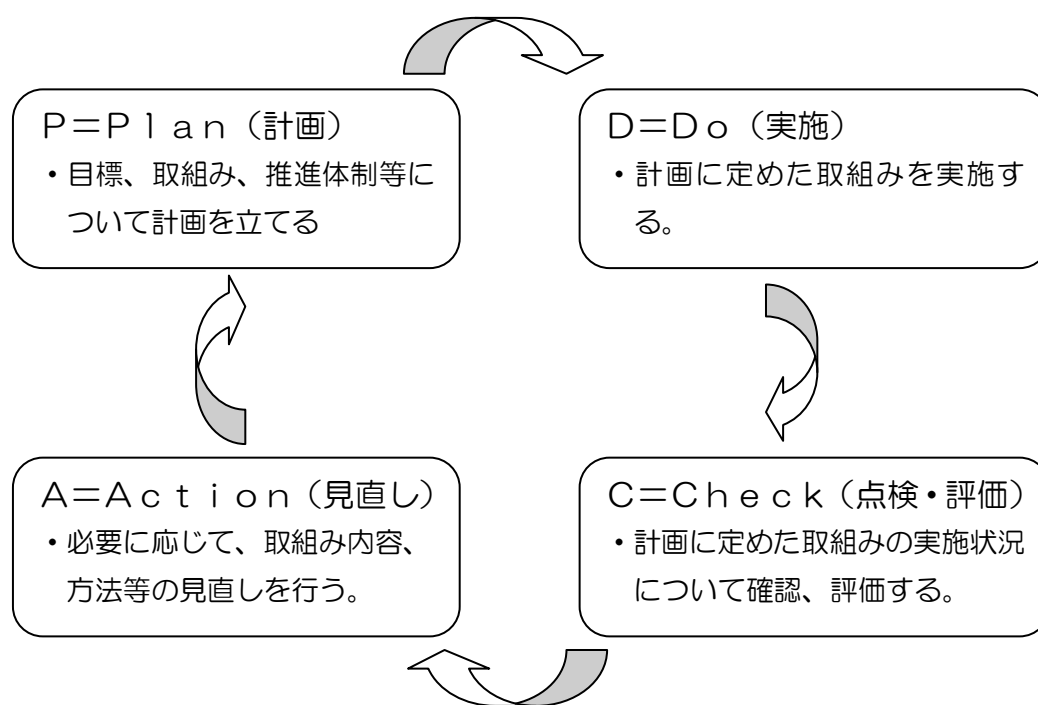 P＝Plan（計画）
・目標、取組み、推進体制等に
ついて計画を立てる
D＝Do（実施）
・計画に定めた取組みを実施す
る。
A＝Action（見直し）
・必要に応じて、取組み内容、
方法等の見直しを行う。
C＝Check（点検・評価）
・計画に定めた取組みの実施状況
について確認、評価する。